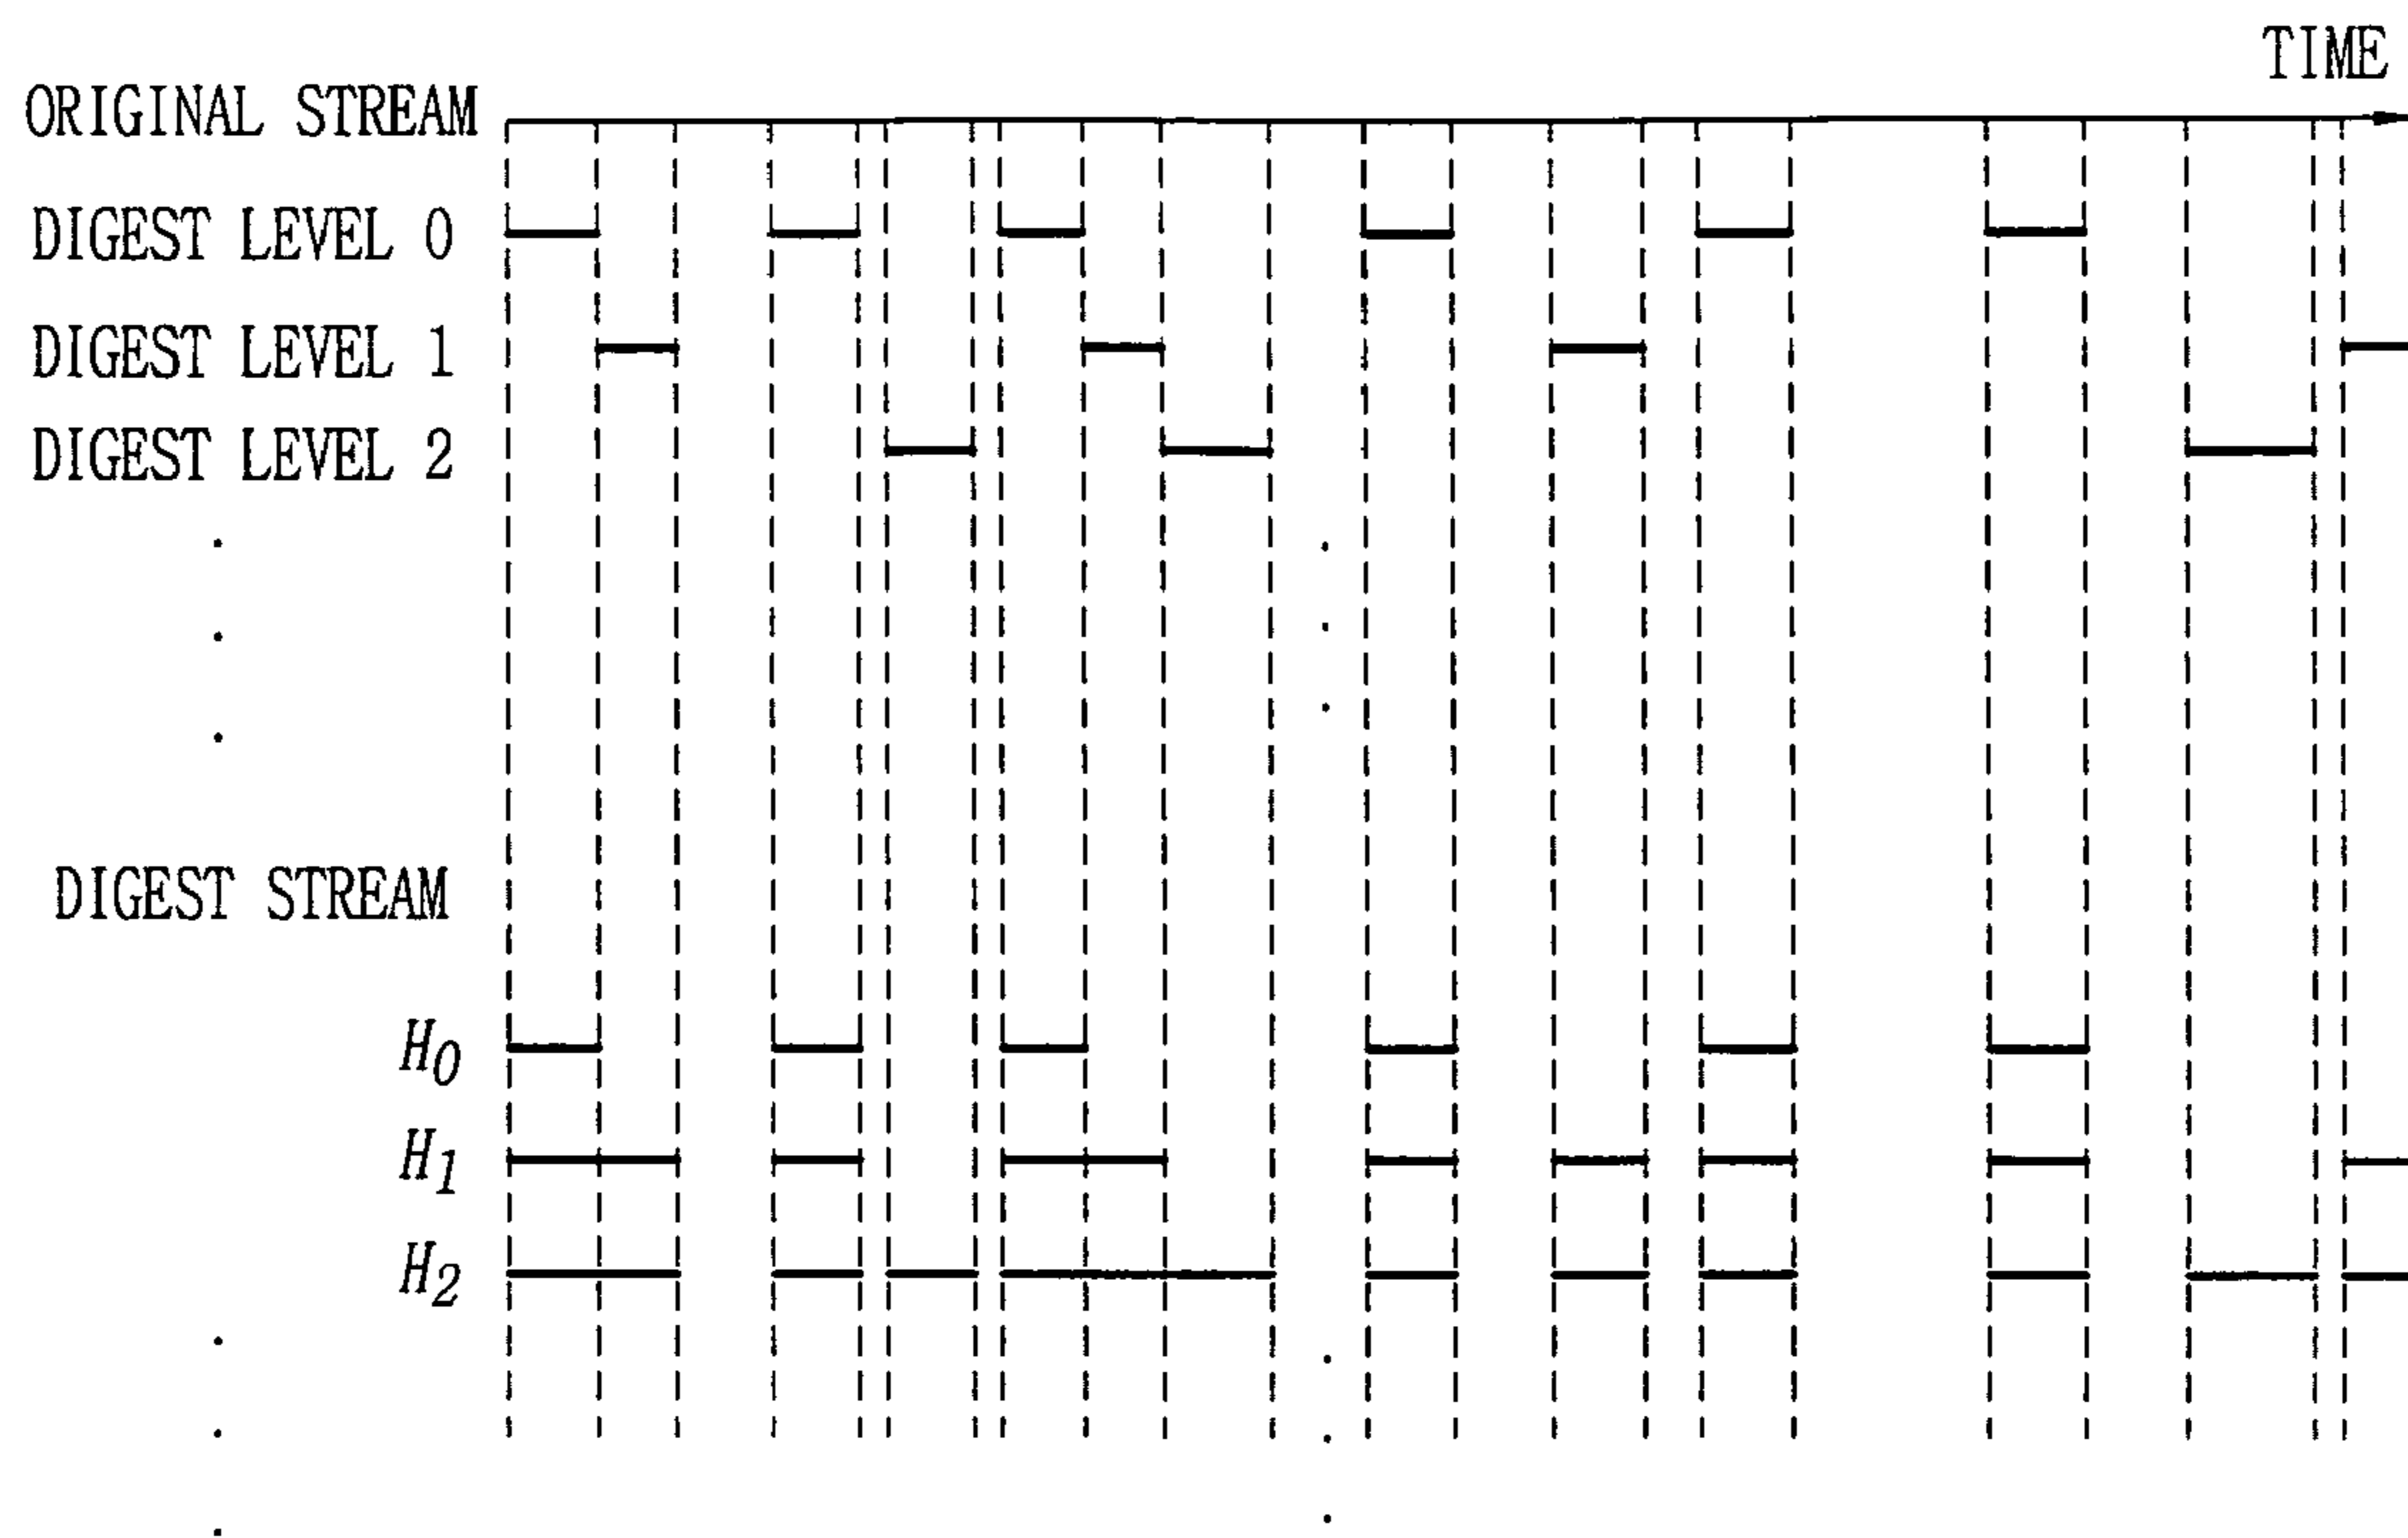 TIME
ORIGINAL STREAM
DIGEST LEVEL 0
DIGEST LEVEL 1
DIGEST LEVEL 2
DIGEST STREAM
H0
H1
H2